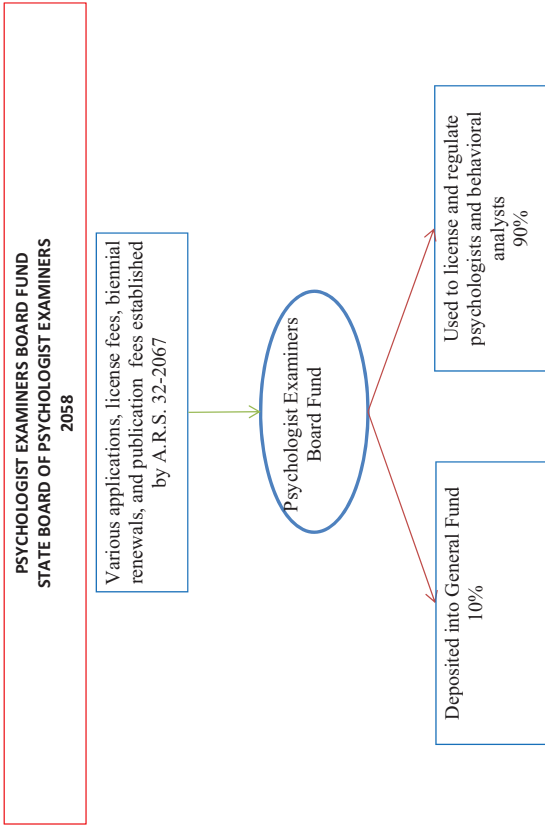 PSYCHOLOGIST EXAMINERS BOARD FUND
STATE BOARD OF PSYCHOLOGIST EXAMINERS
2058
Various applications, license fees, biennial
renewals, and publication fees established
by A.R.S. 32-2067
Psychologist Examiners
Board Fund
Deposited into General Fund
10%
Used to license and regulate
psychologists and behavioral
analysts
90%